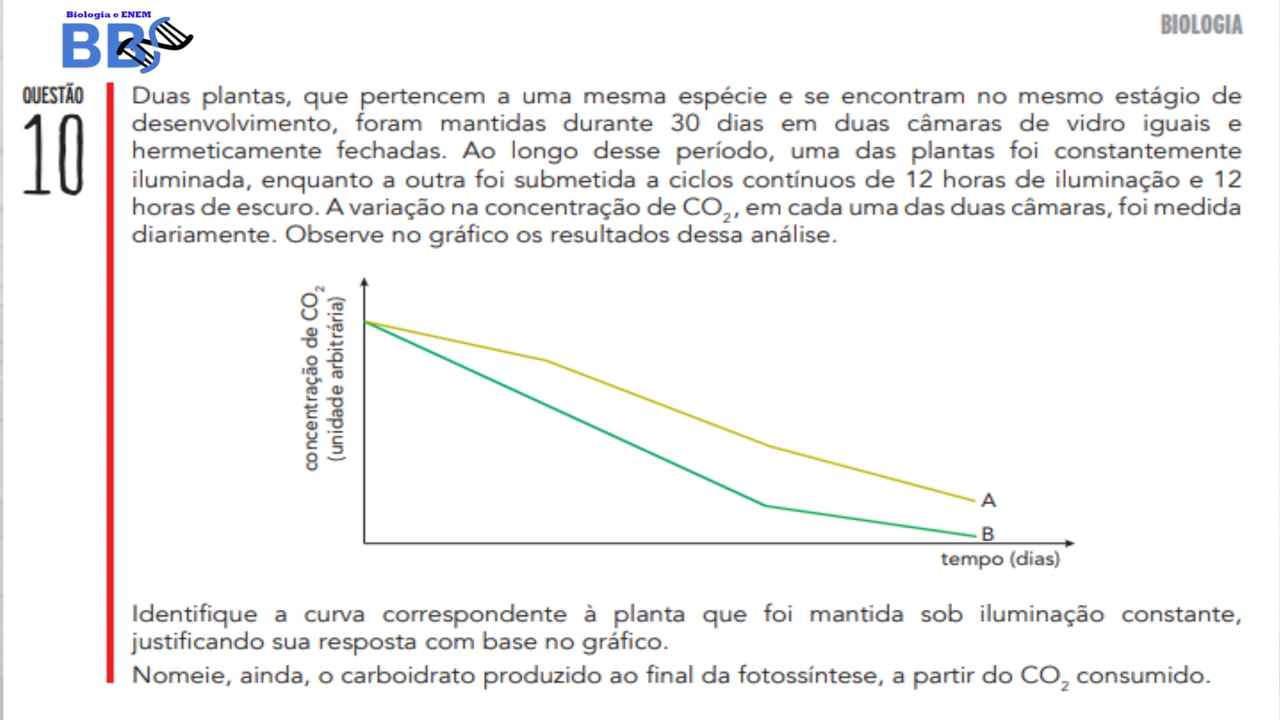 Biologia e ENEM
BBS
BIOLOGIA
QUESTÃO
10
Duas plantas, que pertencem a uma mesma espécie e se encontram no mesmo estágio de
desenvolvimento, foram mantidas durante 30 dias em duas câmaras de vidro iguais e
hermeticamente fechadas. Ao longo desse período, uma das plantas foi constantemente
iluminada, enquanto a outra foi submetida a ciclos contínuos de 12 horas de iluminação e 12
horas de escuro. A variação na concentração de CO₂, em cada uma das duas câmaras, foi medida
diariamente. Observe no gráfico os resultados dessa análise.
concentração de CO₂
(unidade arbitrária)
A
B
tempo (dias)
Identifique a curva correspondente à planta que foi mantida sob iluminação constante,
justificando sua resposta com base no gráfico.
Nomeie, ainda, o carboidrato produzido ao final da fotossíntese, a partir do CO₂ consumido.